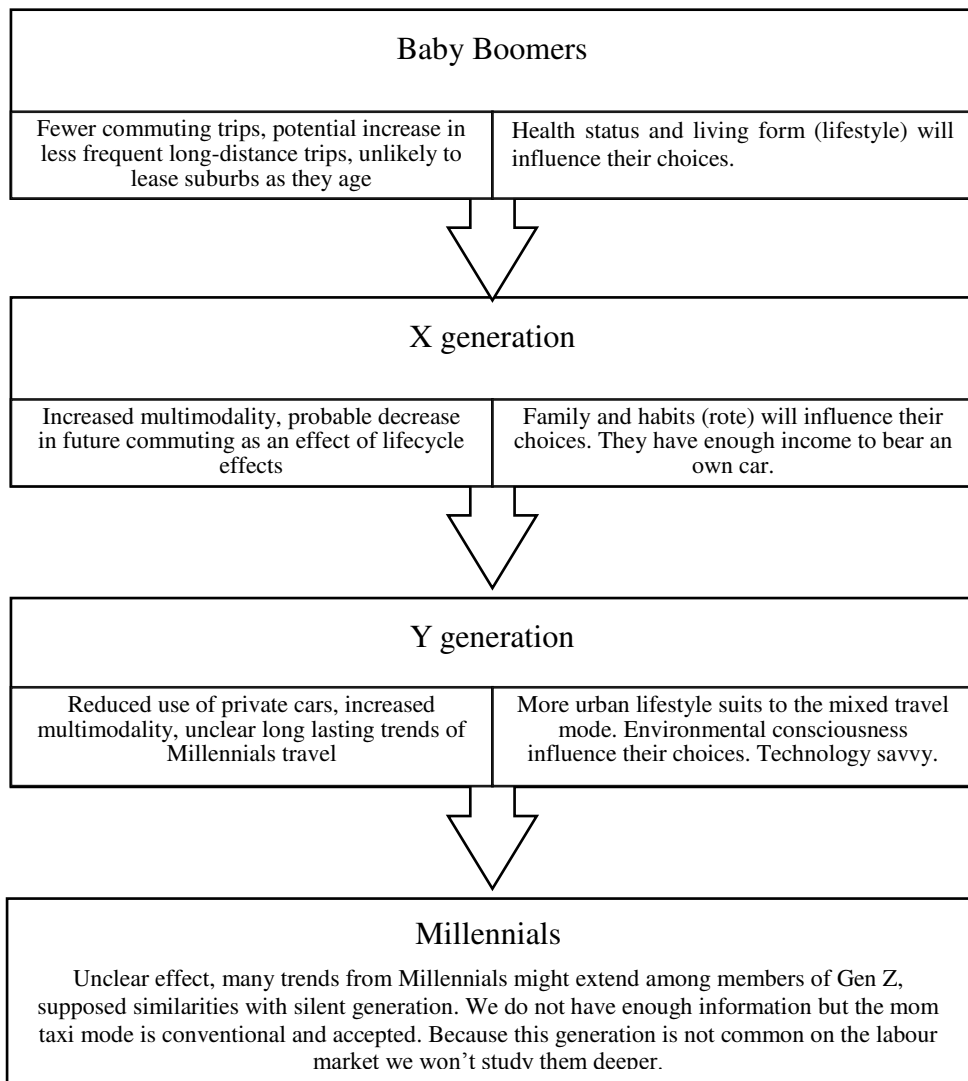 Baby Boomers
Fewer commuting trips, potential increase in
less frequent long-distance trips, unlikely to
lease suburbs as they age
Health status and living form (lifestyle) will
influence their choices.
X generation
Increased multimodality, probable decrease
in future commuting as an effect of lifecycle
effects
Family and habits (rote) will influence their
choices. They have enough income to bear an
own car.
Y generation
Reduced use of private cars, increased
multimodality, unclear long lasting trends of
Millennials travel
More urban lifestyle suits to the mixed travel
mode. Environmental consciousness
influence their choices. Technology savvy.
Millennials
Unclear effect, many trends from Millennials might extend among members of Gen Z,
supposed similarities with silent generation. We do not have enough information but the mom
taxi mode is conventional and accepted. Because this generation is not common on the labour
market we won't study them deeper.